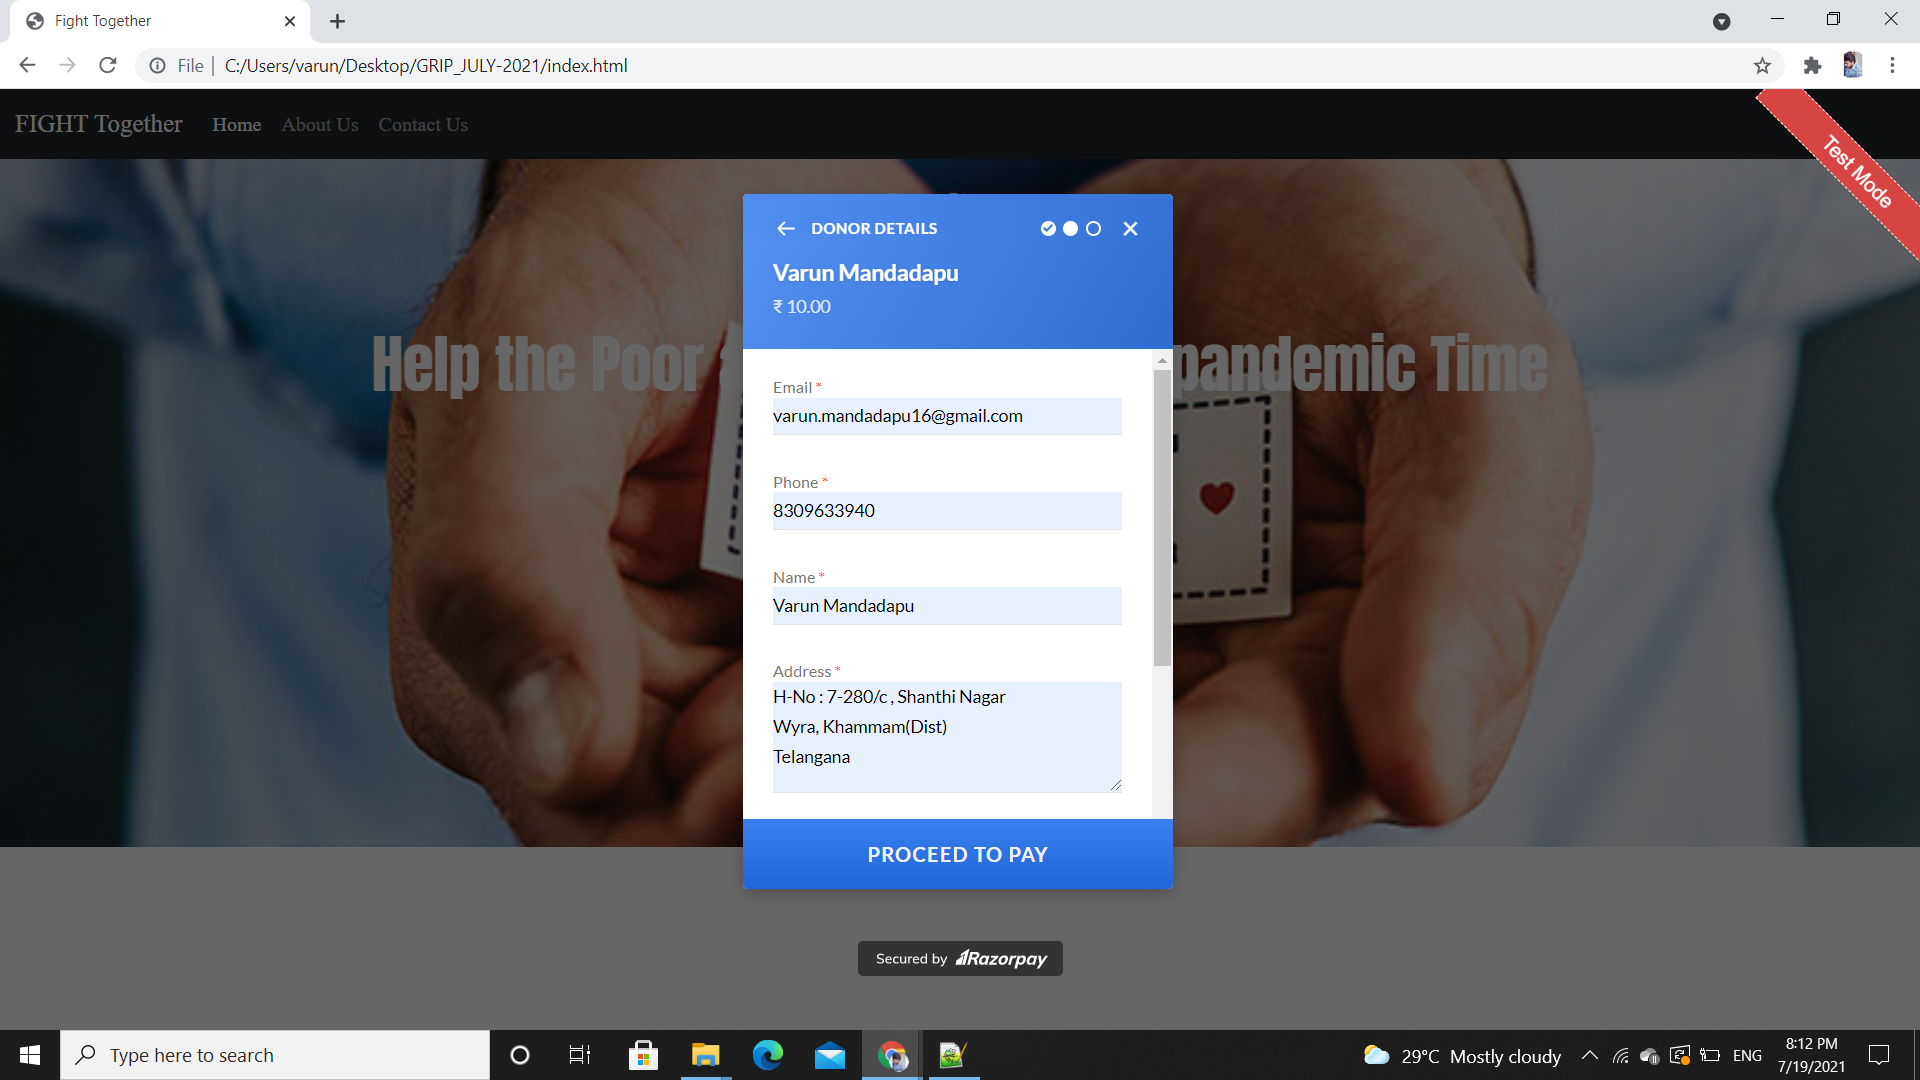 Fight Together
File
C:/Users/varun/Desktop/GRIP_JULY-2021/index.html
FIGHT Together
Home
About Us
Contact Us
Test Mode
DONOR DETAILS
Varun Mandadapu
₹ 10.00
Help the Poor
pandemic Time
Email *
varun.mandadapu16@gmail.com
Phone *
8309633940
Name *
Varun Mandadapu
Address *
H-No : 7-280/c , Shanthi Nagar
Wyra, Khammam(Dist)
Telangana
PROCEED TO PAY
Secured by Razorpay
Type here to search
29°C Mostly cloudy
ENG
8:12 PM
7/19/2021